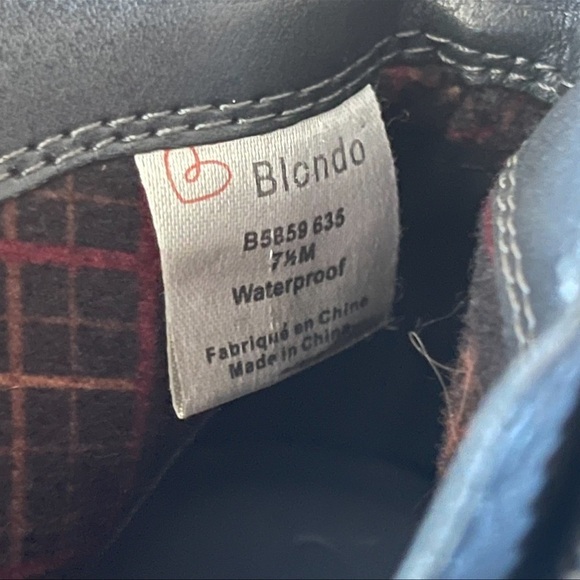 Blondo
B5859 635
7½M
Waterproof
Fabriqué en Chine
Made in China